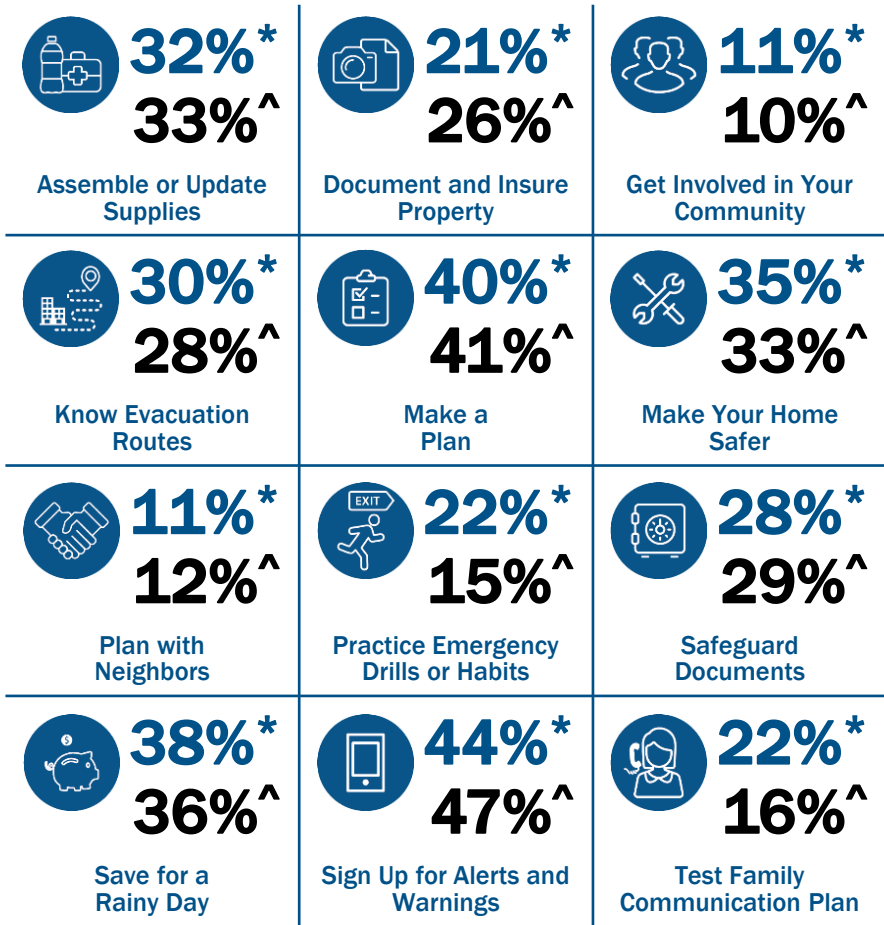 32%*
33%^
Assemble or Update
Supplies
21%*
26%^
Document and Insure
Property
11%*
10%^
Get Involved in Your
Community
30%*
28%^
Know Evacuation
Routes
40%*
41%^
Make a
Plan
35%*
33%^
Make Your Home
Safer
11%*
12%^
Plan with
Neighbors
EXIT
22%*
15%^
Practice Emergency
Drills or Habits
28%*
29%^
Safeguard
Documents
$
38%*
36%^
Save for a
Rainy Day
44%*
47%^
Sign Up for Alerts and
Warnings
22%*
16%^
Test Family
Communication Plan